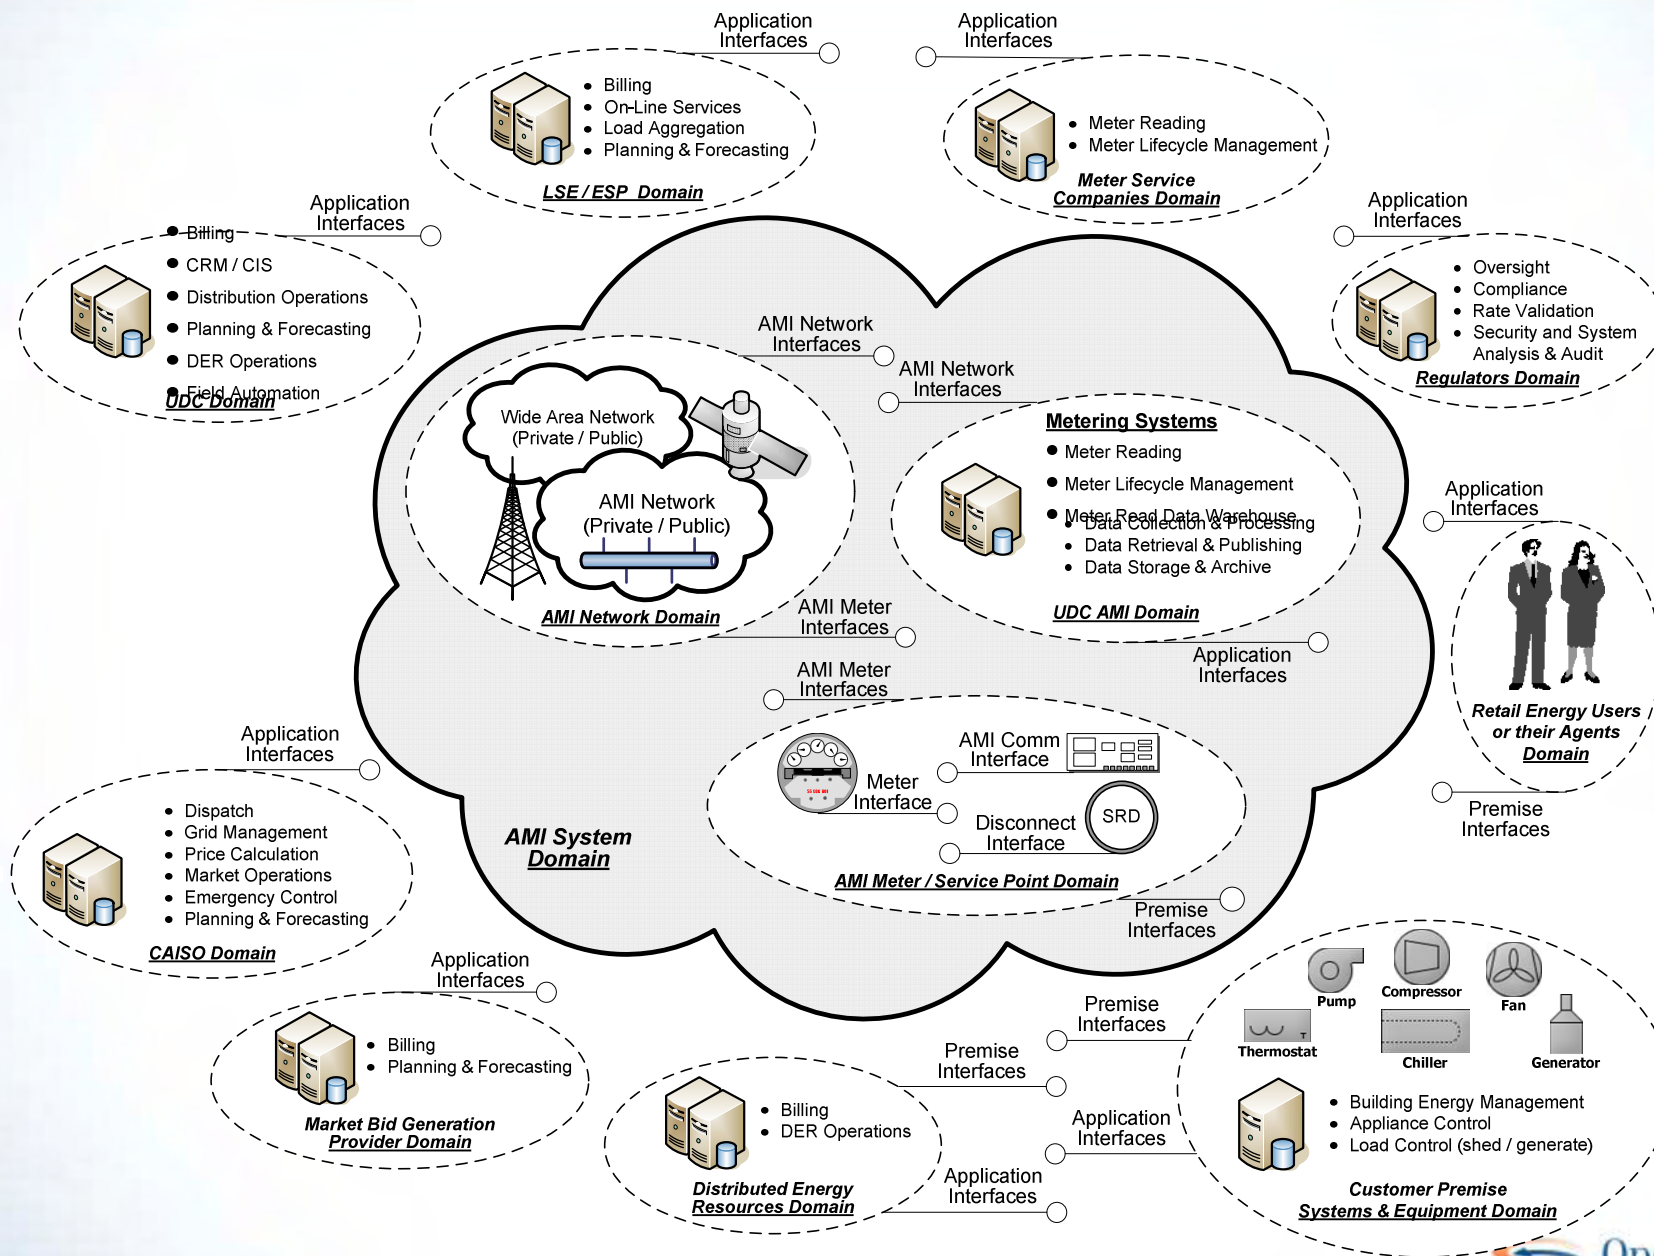 Application
Interfaces
Application
Interfaces
Billing
On-Line Services
Load Aggregation
Planning & Forecasting
LSE / ESP Domain
Meter Reading
Meter Lifecycle Management
Meter Service
Companies Domain
Application
Interfaces
Billing
CRM / CIS
Distribution Operations
Planning & Forecasting
DER Operations
Field Automation
UDC Domain
Application
Interfaces
Oversight
Compliance
Rate Validation
Security and System
Analysis & Audit
Regulators Domain
AMI Network
Interfaces
AMI Network
Interfaces
Wide Area Network
(Private / Public)
AMI Network
(Private / Public)
AMI Network Domain
Metering Systems
Meter Reading
Meter Lifecycle Management
Meter Read Data Warehouse
Data Collection & Processing
Data Retrieval & Publishing
Data Storage & Archive
UDC AMI Domain
Application
Interfaces
AMI Meter
Interfaces
AMI Meter
Interfaces
Application
Interfaces
Retail Energy Users
or their Agents
Domain
Premise
Interfaces
AMI Comm
Interface
Meter
Interface
Disconnect
Interface
SRD
AMI Meter / Service Point Domain
Premise
Interfaces
AMI System
Domain
Application
Interfaces
Dispatch
Grid Management
Price Calculation
Market Operations
Emergency Control
Planning & Forecasting
CAISO Domain
Application
Interfaces
Billing
Planning & Forecasting
Market Bid Generation
Provider Domain
Premise
Interfaces
Billing
DER Operations
Distributed Energy
Resources Domain
Application
Interfaces
Premise
Interfaces
Application
Interfaces
Pump
Compressor
Fan
Thermostat
Chiller
Generator
Building Energy Management
Appliance Control
Load Control (shed / generate)
Customer Premise
Systems & Equipment Domain